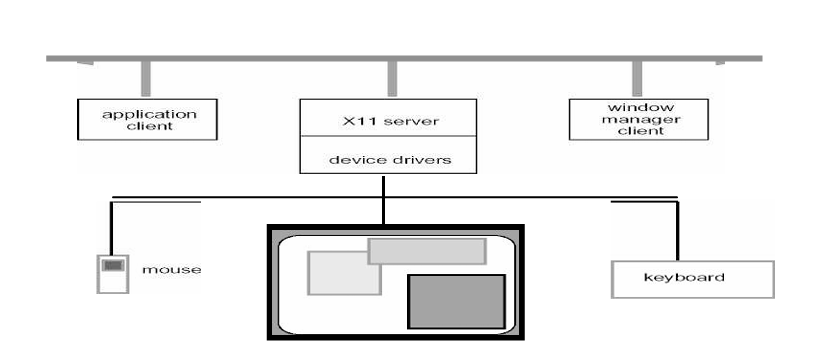 application
client
X11 server
device drivers
window
manager
client
mouse
keyboard